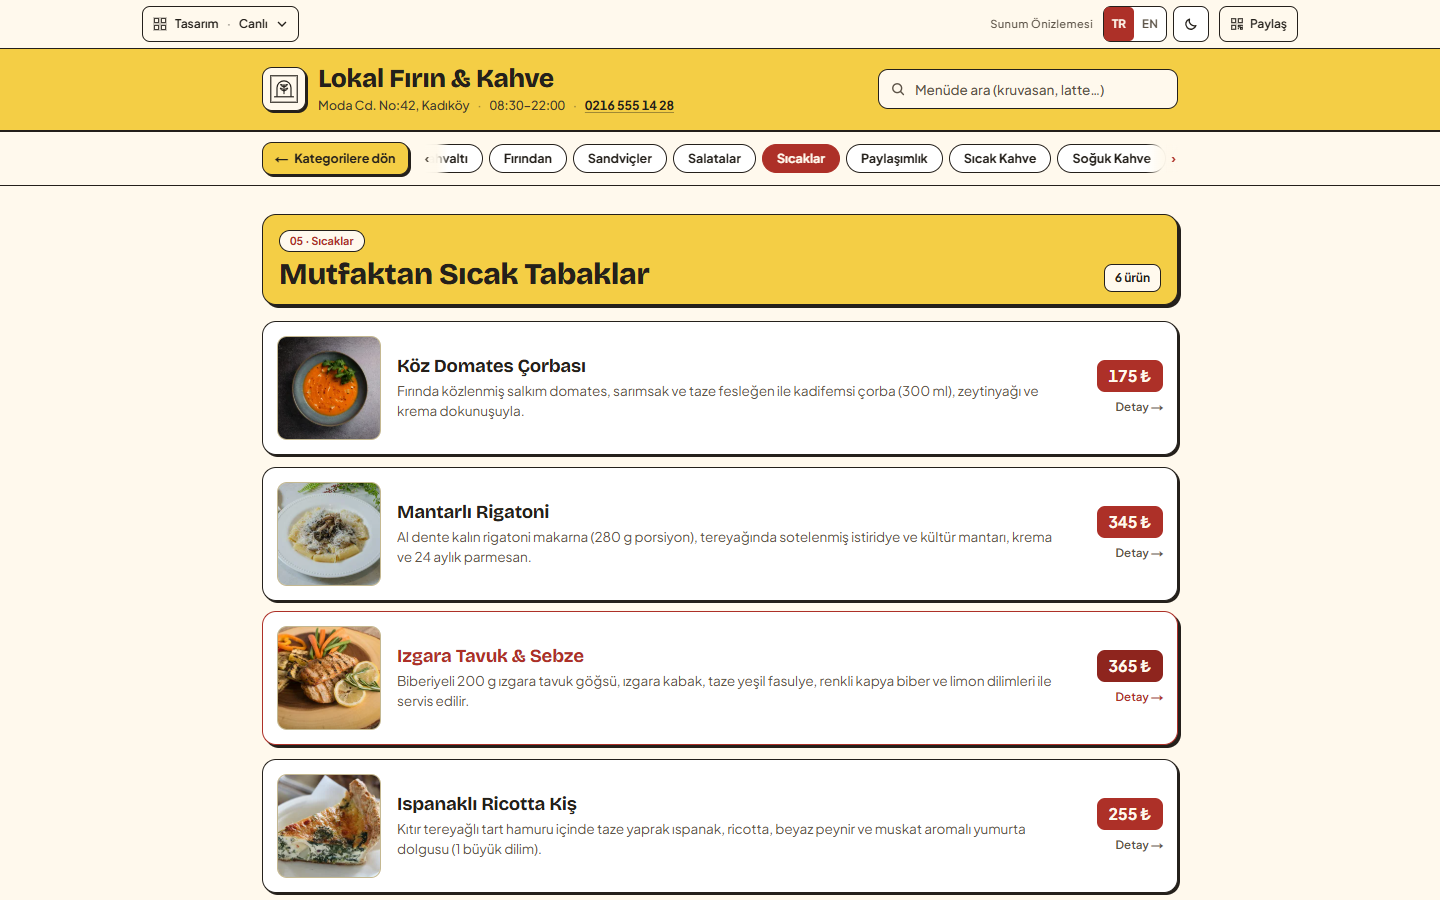 Tasarım · Canlı
Sunum Önizlemesi
TR EN
Paylaş
Lokal Fırın & Kahve
Moda Cd. No:42, Kadıköy · 08:30–22:00 · 0216 555 14 28
Menüde ara (kruvasan, latte…)
← Kategorilere dön
‹ hvaltı Fırından Sandviçler Salatalar Sıcaklar Paylaşımlık Sıcak Kahve Soğuk Kahve ›
05 · Sıcaklar
Mutfaktan Sıcak Tabaklar
6 ürün
Köz Domates Çorbası
Fırında közlenmiş salkım domates, sarımsak ve taze fesleğen ile kadifemsi çorba (300 ml), zeytinyağı ve
krema dokunuşuyla.
175 ₺
Detay →
Mantarlı Rigatoni
Al dente kalın rigatoni makarna (280 g porsiyon), tereyağında sotelenmiş istiridye ve kültür mantarı, krema
ve 24 aylık parmesan.
345 ₺
Detay →
Izgara Tavuk & Sebze
Biberiyeli 200 g ızgara tavuk göğsü, ızgara kabak, taze yeşil fasulye, renkli kapya biber ve limon dilimleri ile
servis edilir.
365 ₺
Detay →
Ispanaklı Ricotta Kiş
Kıtır tereyağlı tart hamuru içinde taze yaprak ıspanak, ricotta, beyaz peynir ve muskat aromalı yumurta
dolgusu (1 büyük dilim).
255 ₺
Detay →